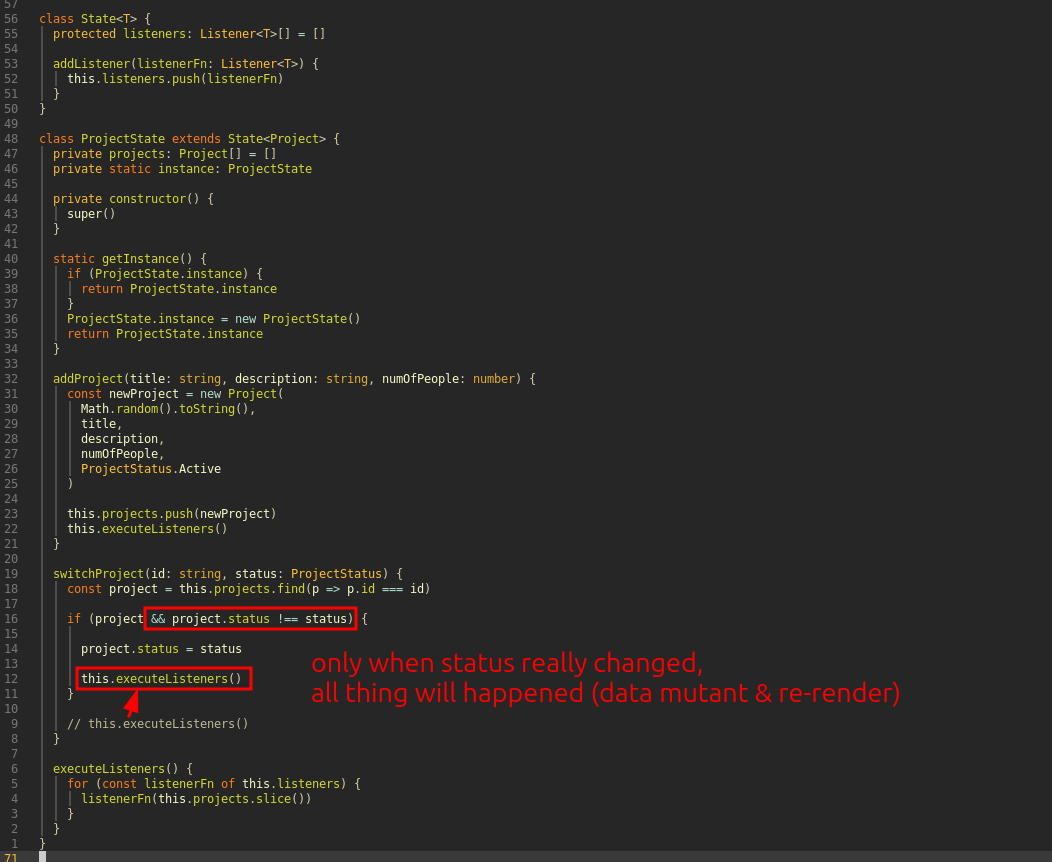 57
56 class State<T> {
55 protected listeners: Listener<T>[] = []
54
53 addListener(listenerFn: Listener<T>) {
52 this.listeners.push(listenerFn)
51 }
50 }
49
48 class ProjectState extends State<Project> {
47 private projects: Project[] = []
46 private static instance: ProjectState
45
44 private constructor() {
43 super()
42 }
41
40 static getInstance() {
39 if (ProjectState.instance) {
38 return ProjectState.instance
37 }
36 ProjectState.instance = new ProjectState()
35 return ProjectState.instance
34 }
33
32 addProject(title: string, description: string, numOfPeople: number) {
31 const newProject = new Project(
30 Math.random().toString(),
29 title,
28 description,
27 numOfPeople,
26 ProjectStatus.Active
25 )
24
23 this.projects.push(newProject)
22 this.executeListeners()
21 }
20
19 switchProject(id: string, status: ProjectStatus) {
18 const project = this.projects.find(p => p.id === id)
17
16 if (project && project.status !== status) {
15
14 project.status = status
13
12 this.executeListeners()
11 }
10
9 // this.executeListeners()
8 }
7
6 executeListeners() {
5 for (const listenerFn of this.listeners) {
4 listenerFn(this.projects.slice())
3 }
2 }
1 }
71
only when status really changed,
all thing will happened (data mutant & re-render)